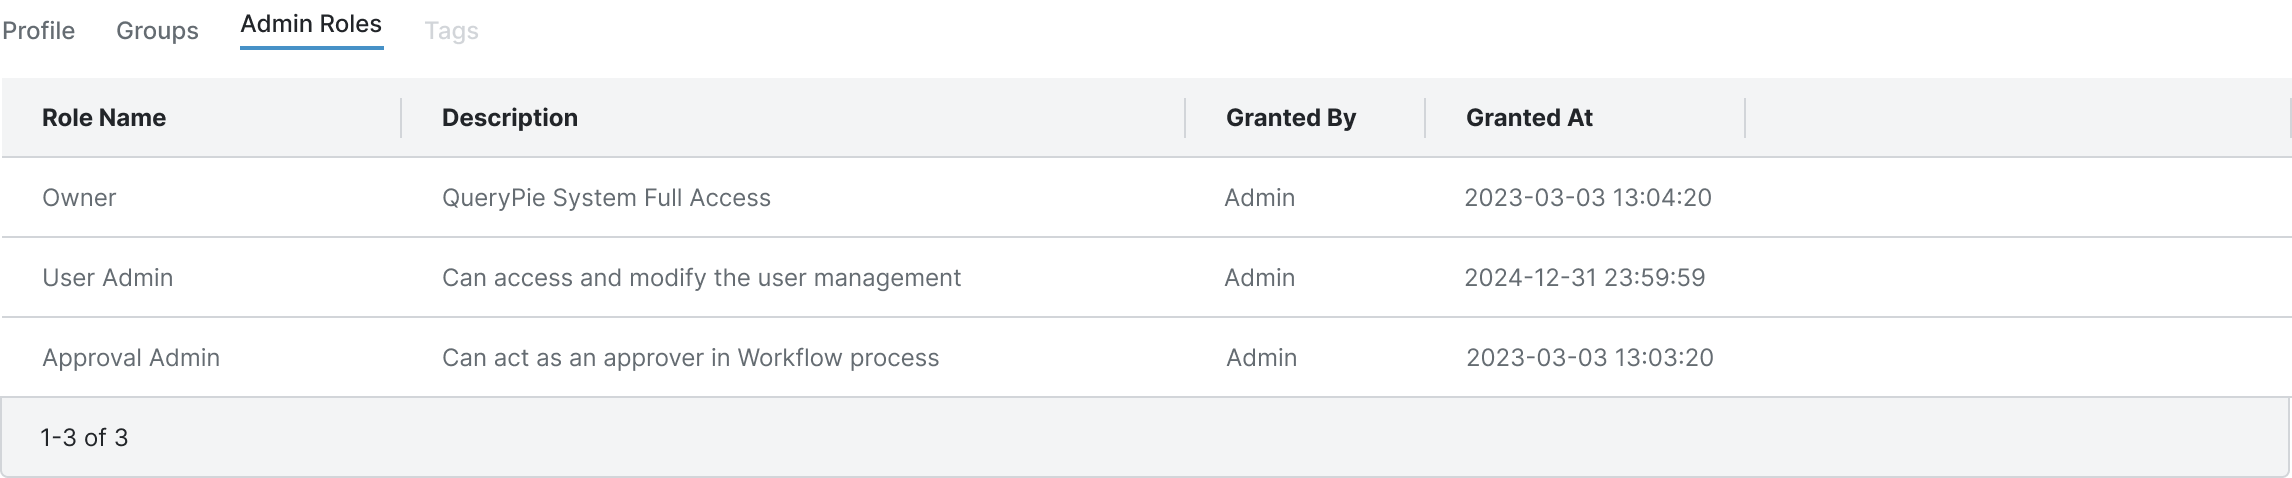 Profile Groups Admin Roles Tags
Role Name Description Granted By Granted At
Owner QueryPie System Full Access Admin 2023-03-03 13:04:20
User Admin Can access and modify the user management Admin 2024-12-31 23:59:59
Approval Admin Can act as an approver in Workflow process Admin 2023-03-03 13:03:20
1-3 of 3